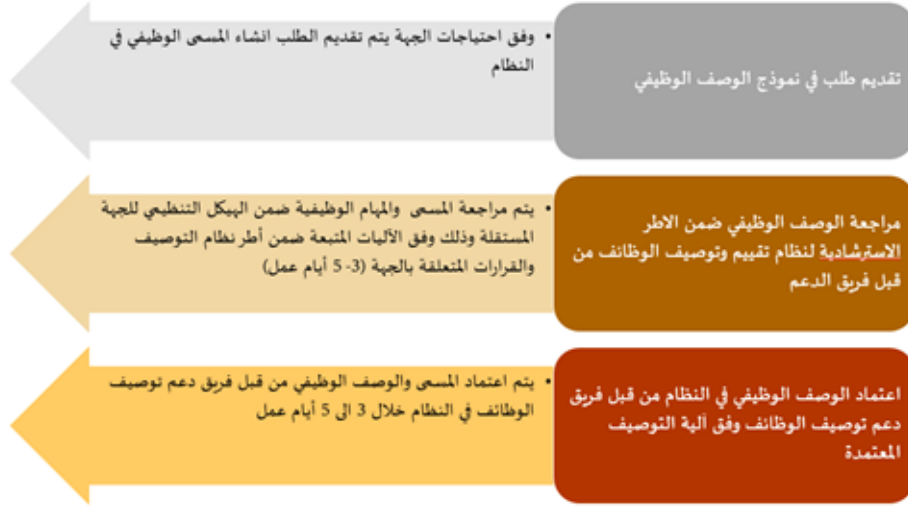 تقديم طلب في نموذج الوصف الوظيفي
• وفق احتياجات الجهة يتم تقديم الطلب انشاء المسمى الوظيفي في
النظام
مراجعة الوصف الوظيفي ضمن الاطر
الاسترشادية لنظام تقييم وتوصيف الوظائف من
قبل فريق الدعم
• يتم مراجعة المسمى والمهام الوظيفية ضمن الهيكل التنظيمي للجهة
المستقلة وذلك وفق الآليات المتبعة ضمن أطر نظام التوصيف
والقرارات المتعلقة بالجهة (3- 5 أيام عمل)
اعتماد الوصف الوظيفي في النظام من قبل فريق
دعم توصيف الوظائف وفق آلية التوصيف
المعتمدة
• يتم اعتماد المسمى والوصف الوظيفي من قبل فريق دعم توصيف
الوظائف في النظام خلال 3 الى 5 أيام عمل